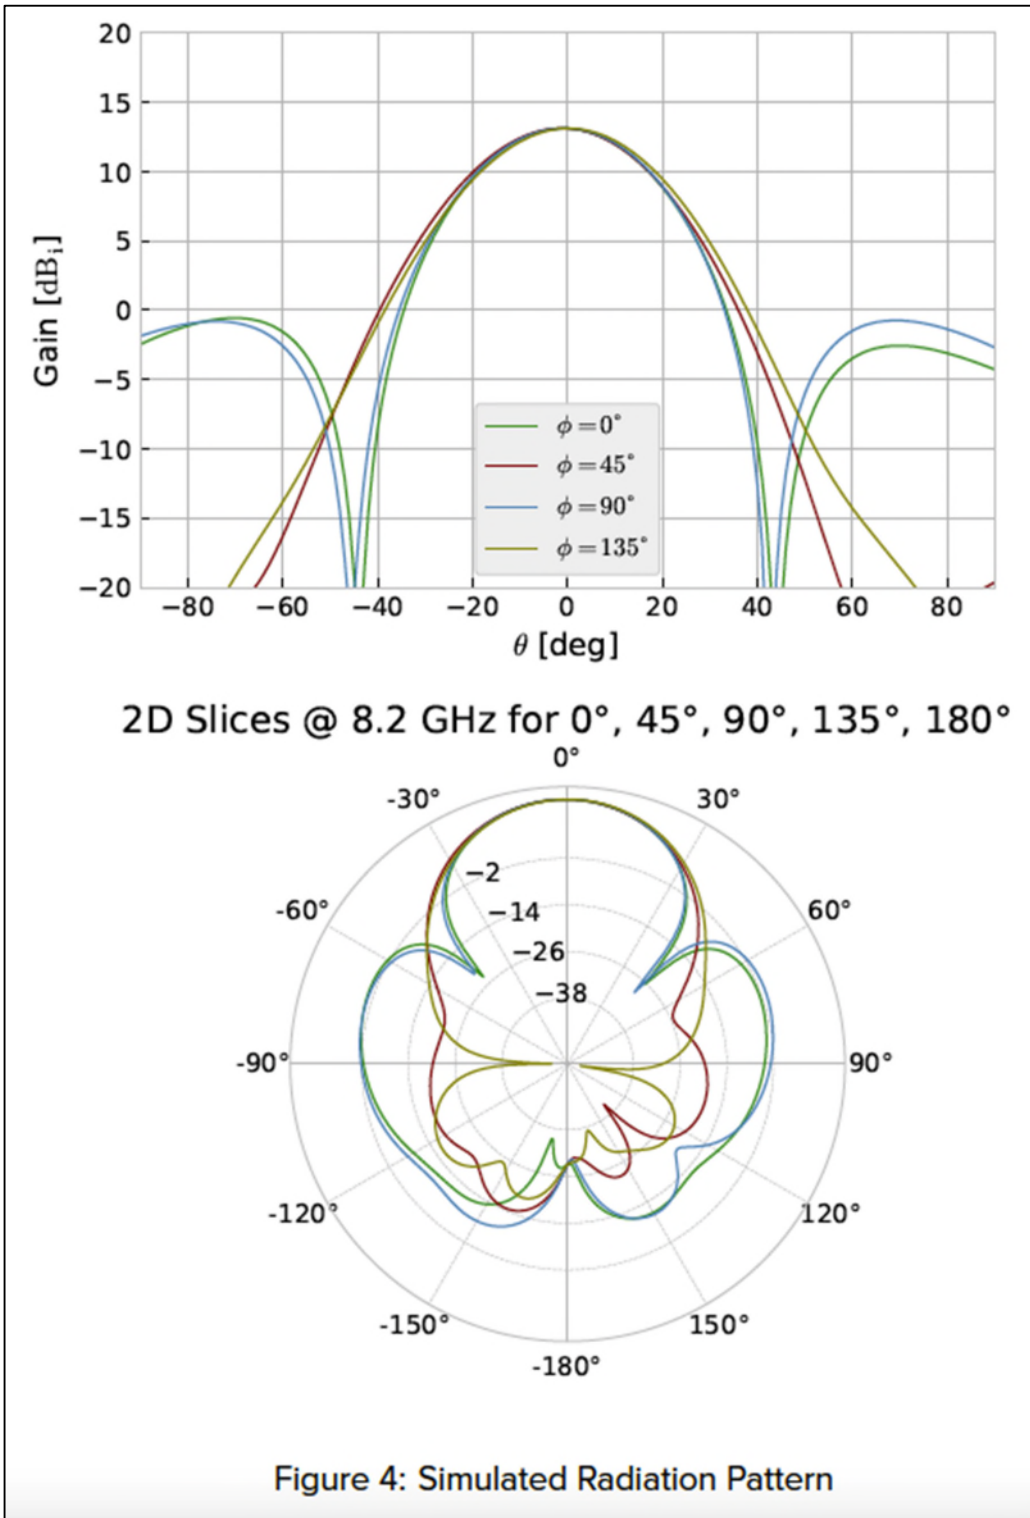 20
15
10
5
0
−5
−10
−15
−20
Gain [dBi]
ϕ = 0°
ϕ = 45°
ϕ = 90°
ϕ = 135°
−80 −60 −40 −20 0 20 40 60 80
θ [deg]
2D Slices @ 8.2 GHz for 0°, 45°, 90°, 135°, 180°
0°
-30° 30°
−2
-60° −14 60°
−26
−38
-90° 90°
-120° 120°
-150° 150°
-180°
Figure 4: Simulated Radiation Pattern